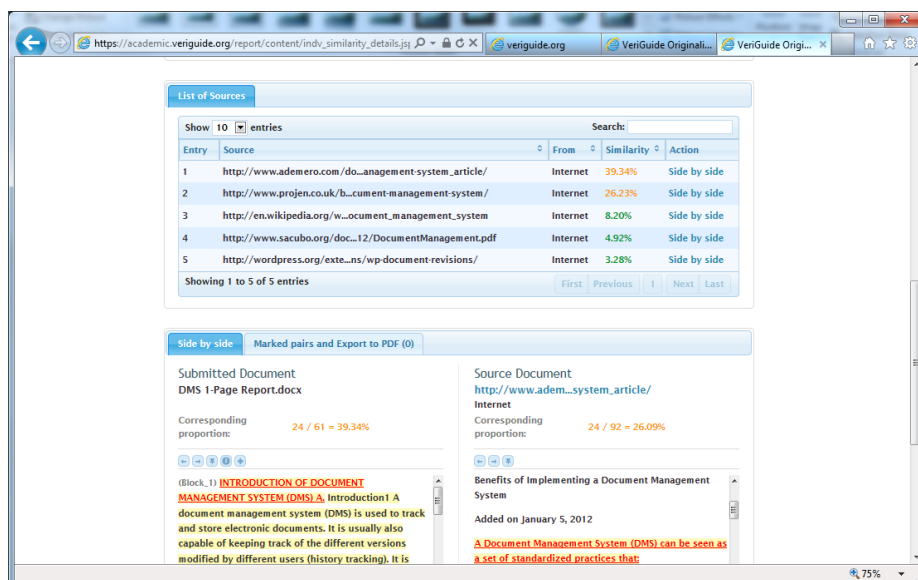 https://academic.veriguide.org/report/content/indv_similarity_details.jsp
veriguide.org
VeriGuide Originali...
VeriGuide Origi...
List of Sources
Show 10 entries
Search:
Entry Source From Similarity Action
1 http://www.ademero.com/do...anagement-system_article/ Internet 39.34% Side by side
2 http://www.projen.co.uk/b...cument-management-system/ Internet 26.23% Side by side
3 http://en.wikipedia.org/w...ocument_management_system Internet 8.20% Side by side
4 http://www.sacubo.org/doc...12/DocumentManagement.pdf Internet 4.92% Side by side
5 http://wordpress.org/exte...ns/wp-document-revisions/ Internet 3.28% Side by side
Showing 1 to 5 of 5 entries
First Previous 1 Next Last
Side by side
Marked pairs and Export to PDF (0)
Submitted Document
DMS 1-Page Report.docx
Corresponding
proportion:
24 / 61 = 39.34%
(Block_1) INTRODUCTION OF DOCUMENT
MANAGEMENT SYSTEM (DMS) A. Introduction1 A
document management system (DMS) is used to track
and store electronic documents. It is usually also
capable of keeping track of the different versions
modified by different users (history tracking). It is
Source Document
http://www.adem...system_article/
Internet
Corresponding
proportion:
24 / 92 = 26.09%
Benefits of Implementing a Document Management
System
Added on January 5, 2012
A Document Management System (DMS) can be seen as
a set of standardized practices that:
75%